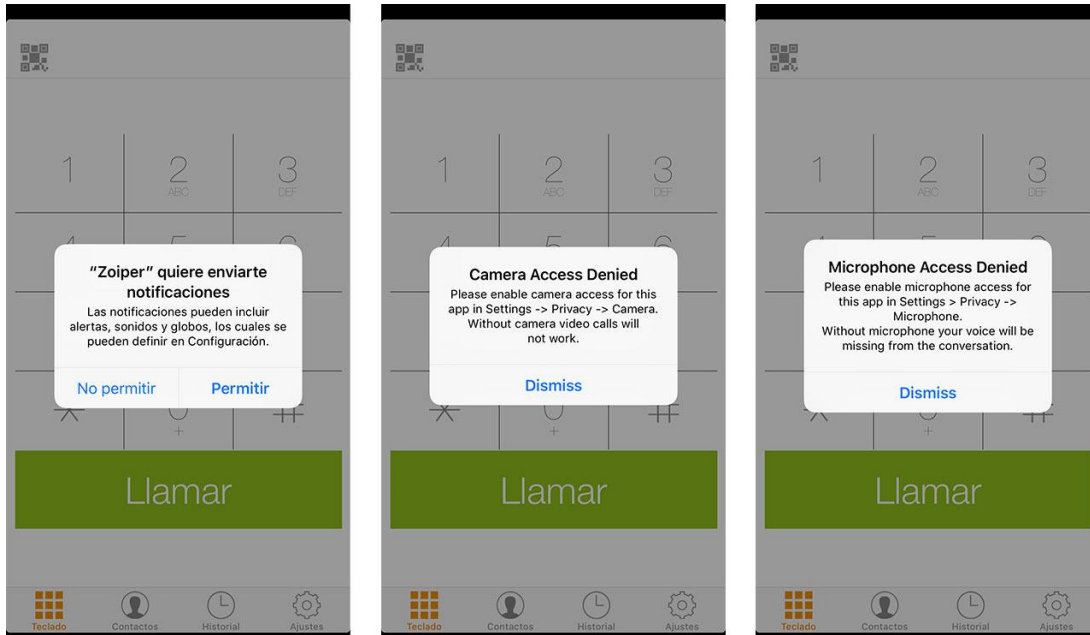 1
2
ABC
3
DEF
“Zoiper” quiere enviarte
notificaciones
Las notificaciones pueden incluir
alertas, sonidos y globos, los cuales se
pueden definir en Configuración.
No permitir
Permitir
+
Llamar
Teclado
Contactos
Historial
Ajustes
1
2
ABC
3
DEF
Camera Access Denied
Please enable camera access for this
app in Settings -> Privacy -> Camera.
Without camera video calls will
not work.
Dismiss
+
Llamar
Teclado
Contactos
Historial
Ajustes
1
2
ABC
3
DEF
Microphone Access Denied
Please enable microphone access for
this app in Settings > Privacy ->
Microphone.
Without microphone your voice will be
missing from the conversation.
Dismiss
+
Llamar
Teclado
Contactos
Historial
Ajustes